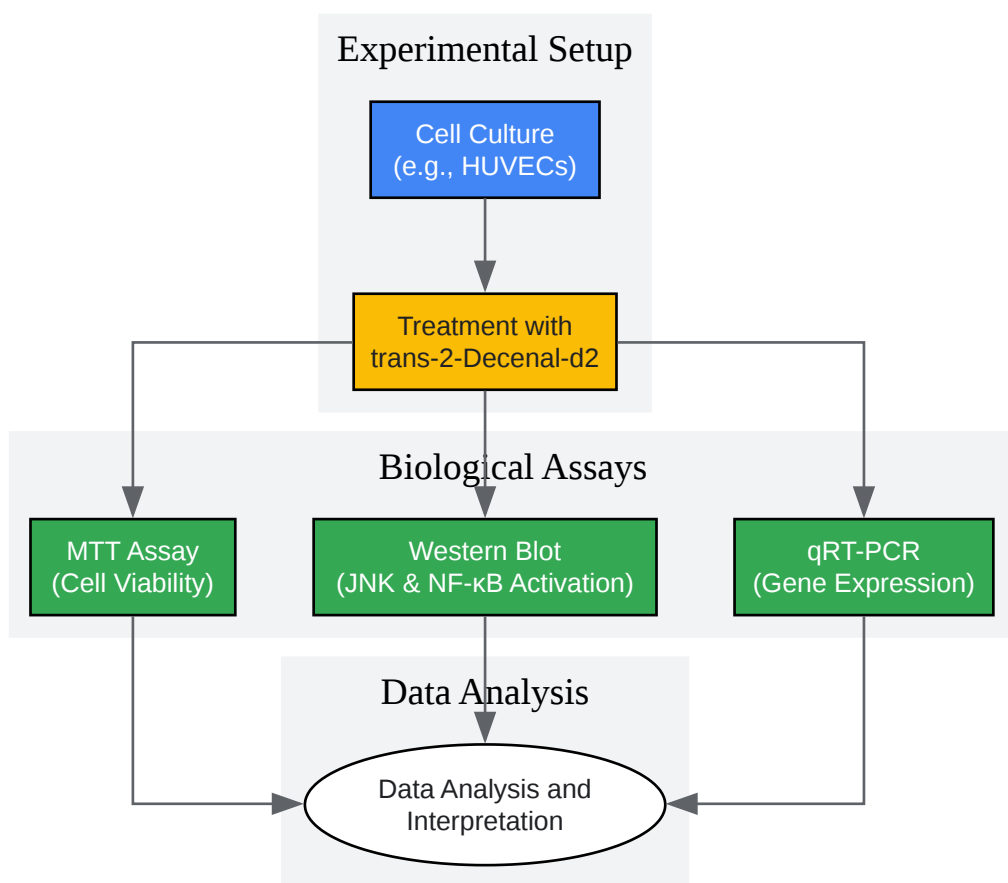 Experimental Setup
Cell Culture
(e.g., HUVECs)
Treatment with
trans-2-Decenal-d2
Biological Assays
MTT Assay
(Cell Viability)
Western Blot
(JNK & NF-κB Activation)
qRT-PCR
(Gene Expression)
Data Analysis
Data Analysis and
Interpretation